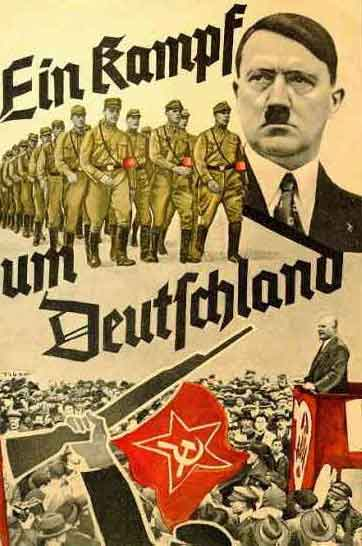 Ein Kampf
um
Deutschland